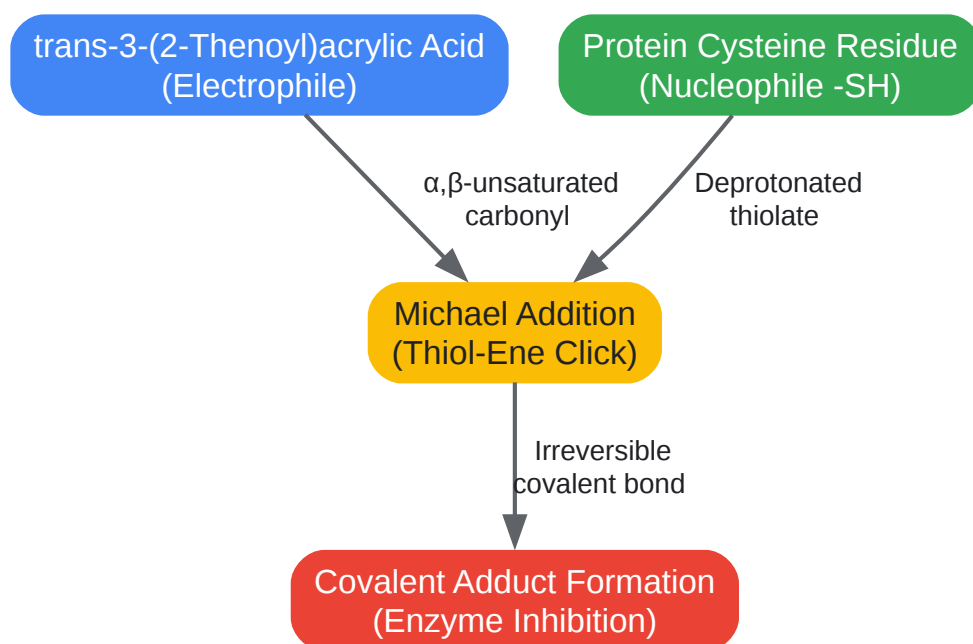 trans-3-(2-Thenoyl)acrylic Acid
(Electrophile)
Protein Cysteine Residue
(Nucleophile -SH)
α,β-unsaturated
carbonyl
Deprotonated
thiolate
Michael Addition
(Thiol-Ene Click)
Irreversible
covalent bond
Covalent Adduct Formation
(Enzyme Inhibition)